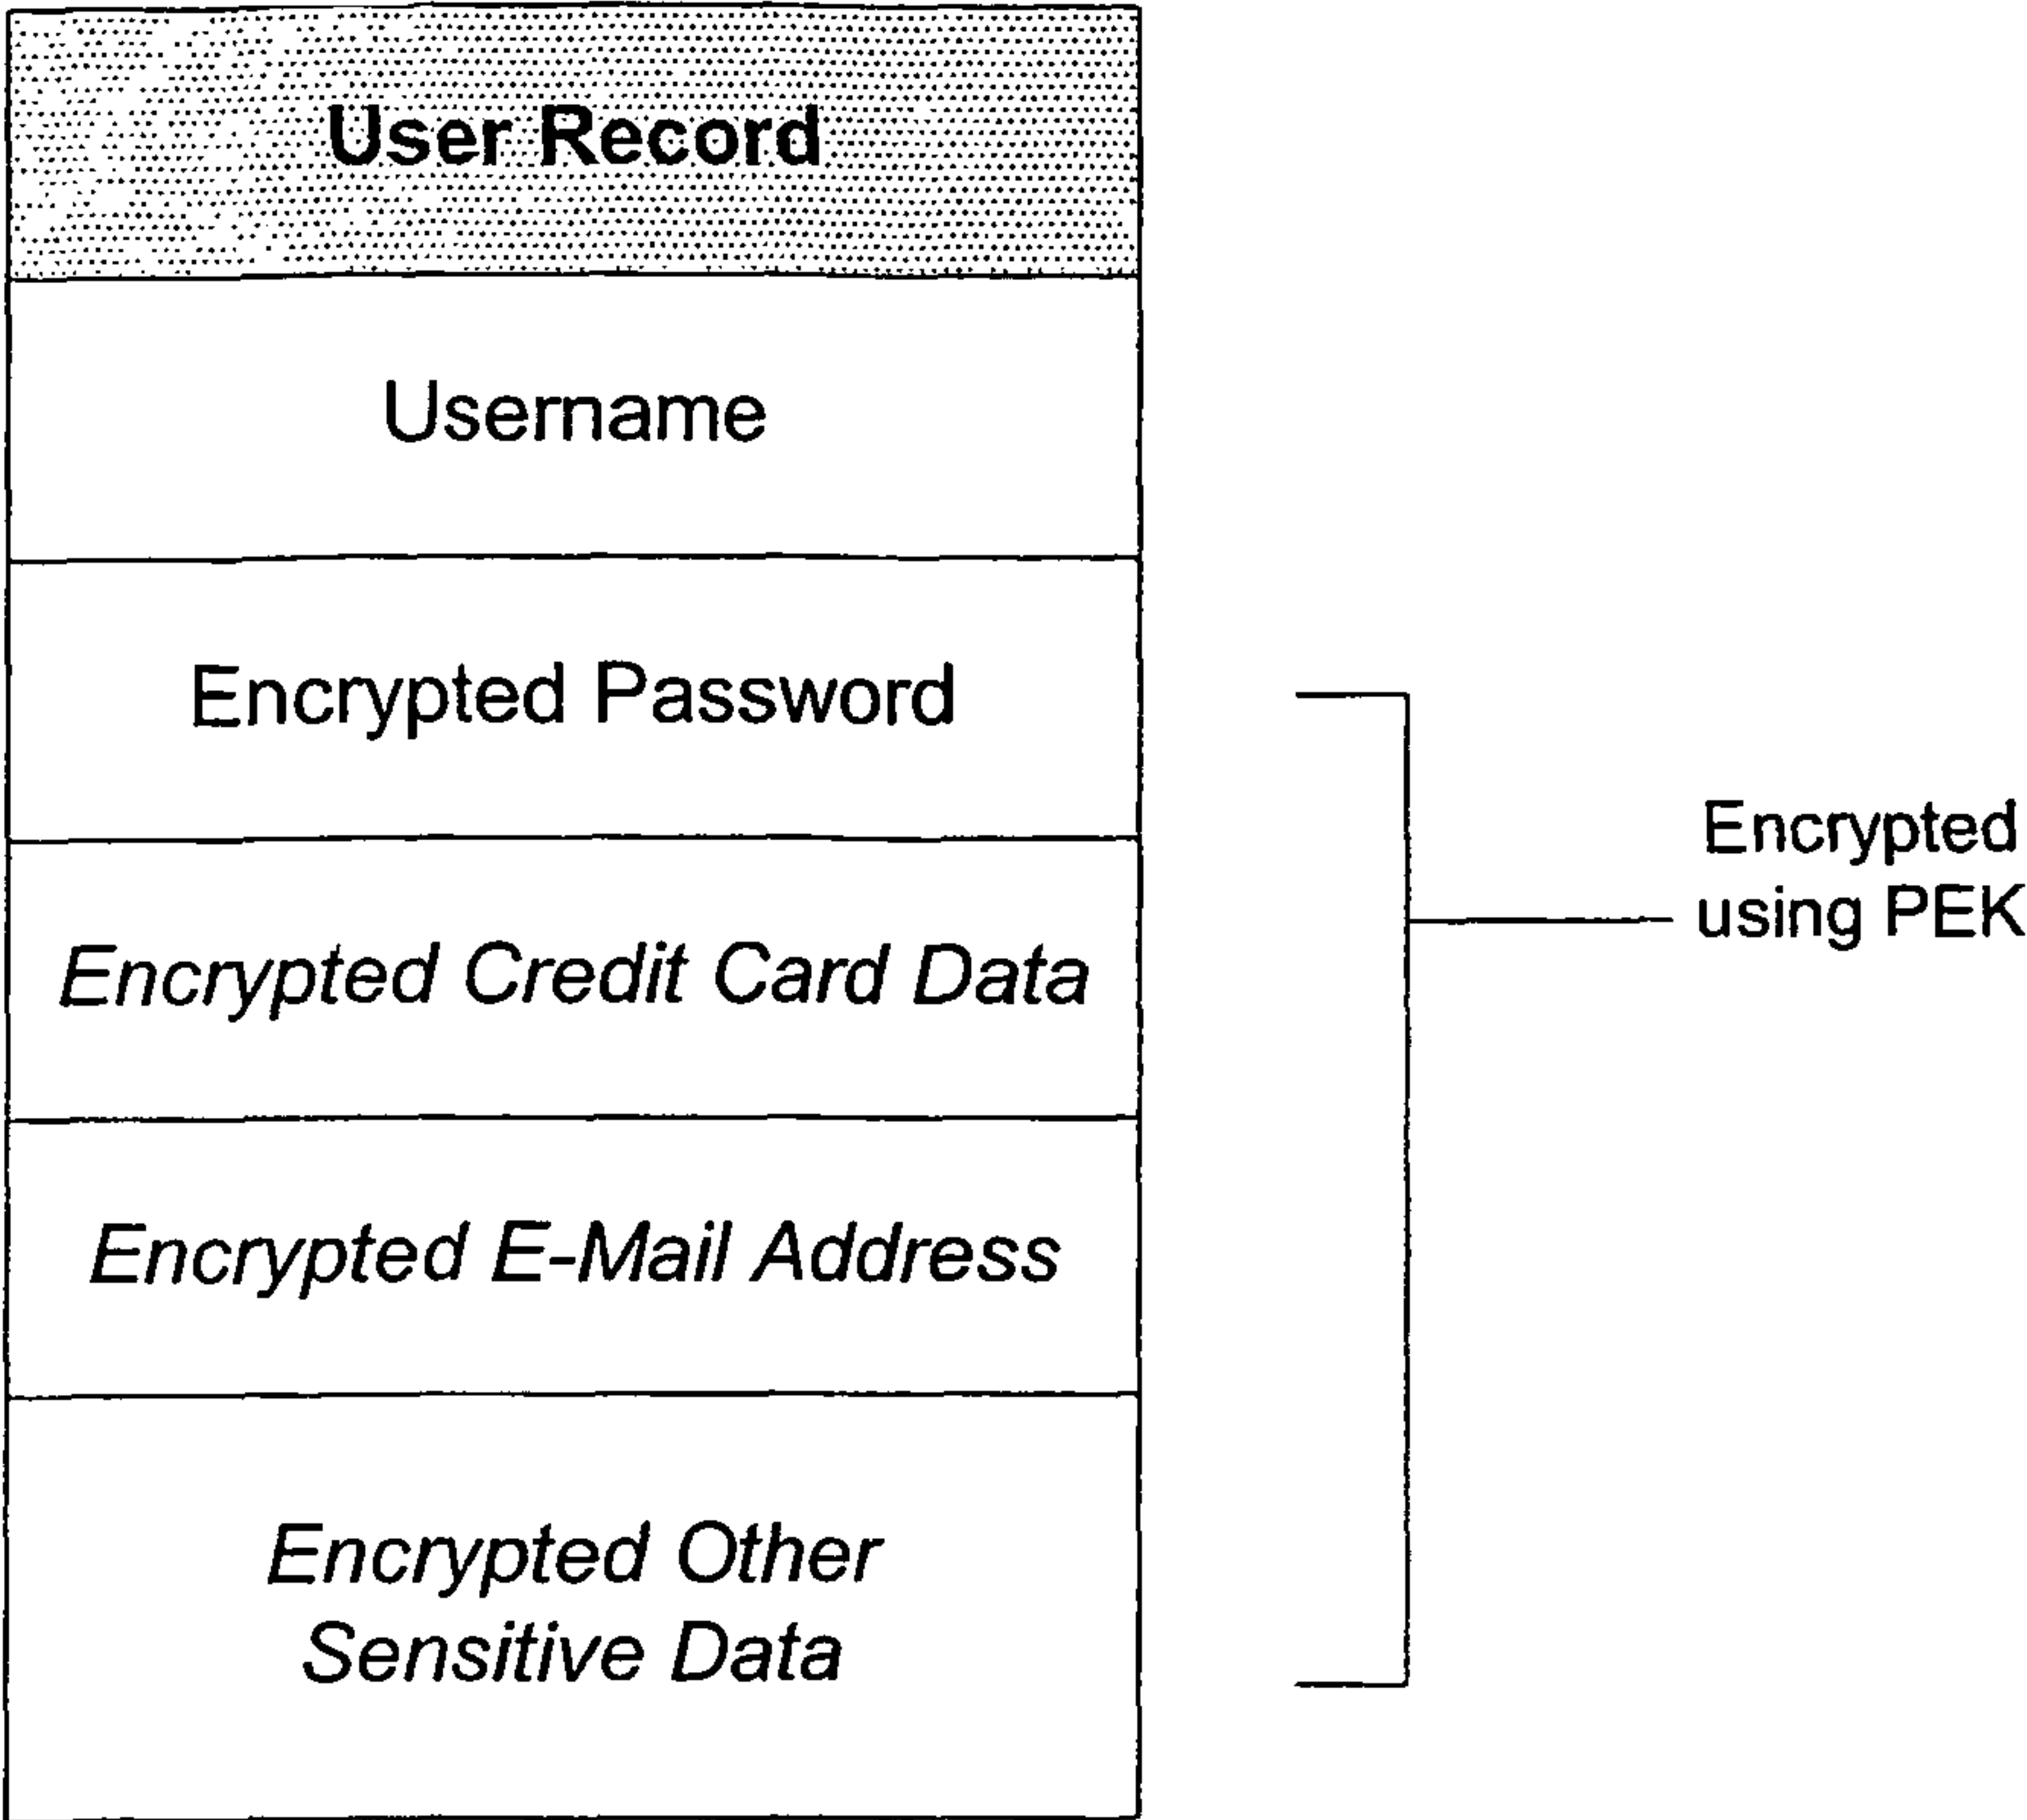 User Record
Username
Encrypted Password
Encrypted Credit Card Data
Encrypted E-Mail Address
Encrypted Other
Sensitive Data
Encrypted
using PEK